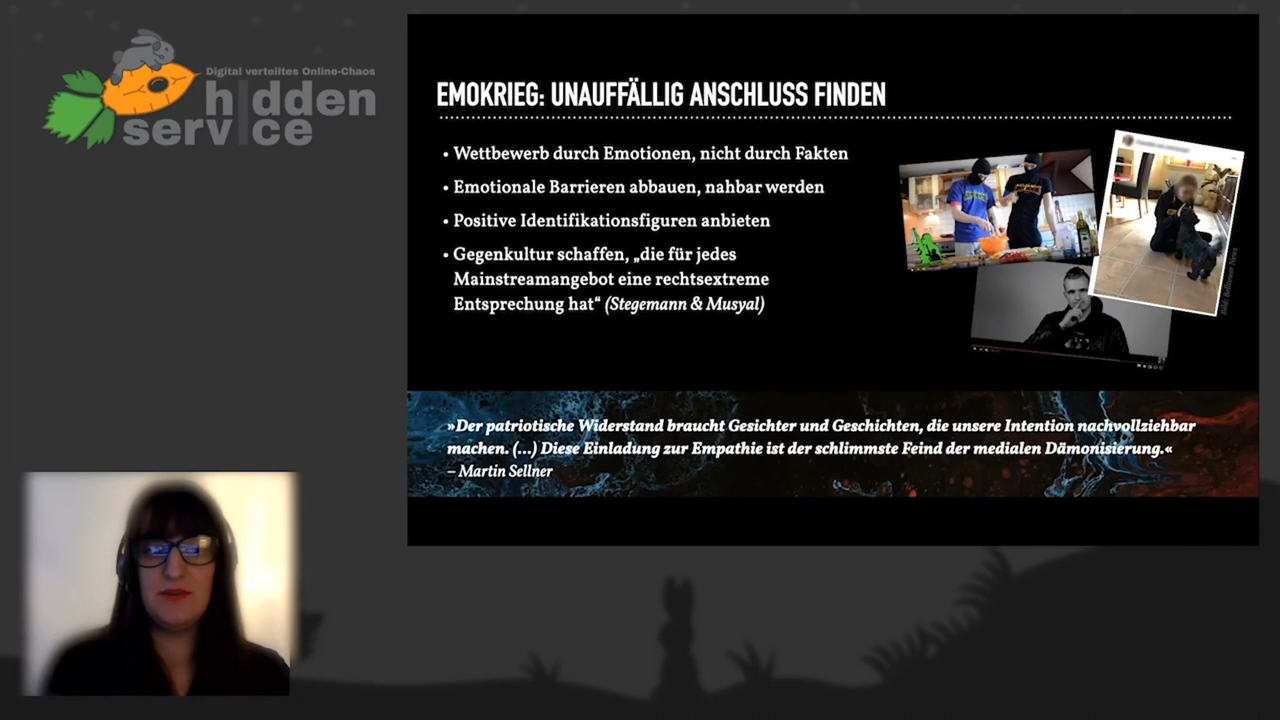 Digital verteiltes Online-Chaos
hidden
service
EMOKRIEG: UNAUFFÄLLIG ANSCHLUSS FINDEN
• Wettbewerb durch Emotionen, nicht durch Fakten
• Emotionale Barrieren abbauen, nahbar werden
• Positive Identifikationsfiguren anbieten
• Gegenkultur schaffen, „die für jedes
Mainstreamangebot eine rechtsextreme
Entsprechung hat“ (Stegemann & Musyal)
»Der patriotische Widerstand braucht Gesichter und Geschichten, die unsere Intention nachvollziehbar
machen. (...) Diese Einladung zur Empathie ist der schlimmste Feind der medialen Dämonisierung.«
– Martin Sellner